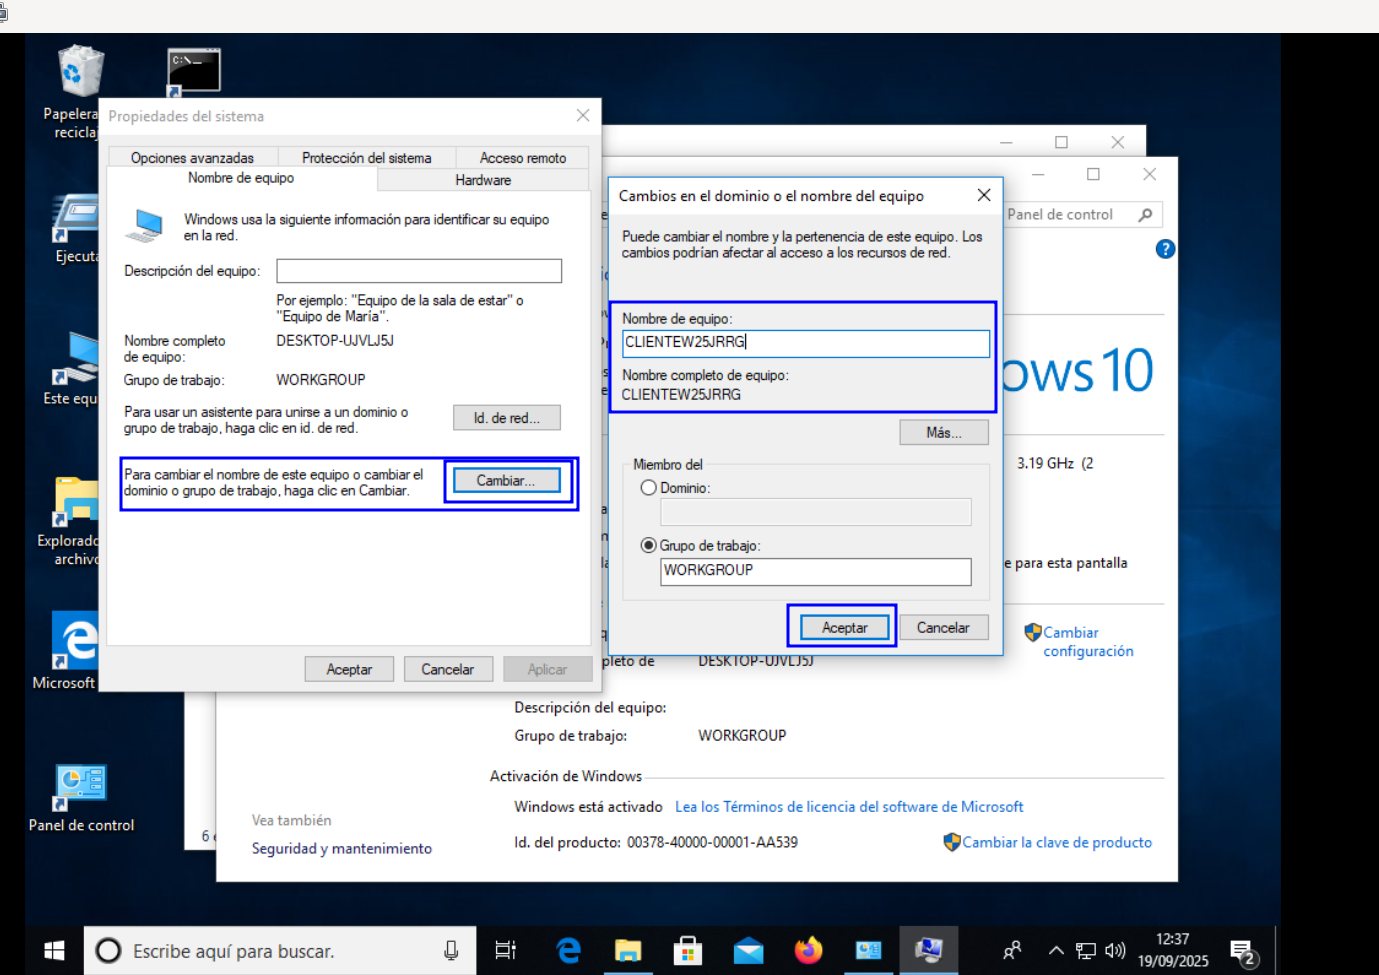 C:\
Papelera
recicla
Ejecuta
Este equ
Explorado
archivo
Microsoft
Panel de control
Propiedades del sistema
Opciones avanzadas
Protección del sistema
Acceso remoto
Nombre de equipo
Hardware
Windows usa la siguiente información para identificar su equipo
en la red.
Descripción del equipo:
Por ejemplo: "Equipo de la sala de estar" o
"Equipo de María".
Nombre completo
de equipo:
DESKTOP-UJVLJ5J
Grupo de trabajo:
WORKGROUP
Para usar un asistente para unirse a un dominio o
grupo de trabajo, haga clic en id. de red.
Id. de red...
Para cambiar el nombre de este equipo o cambiar el
dominio o grupo de trabajo, haga clic en Cambiar.
Cambiar...
Aceptar
Cancelar
Aplicar
Cambios en el dominio o el nombre del equipo
Puede cambiar el nombre y la pertenencia de este equipo. Los
cambios podrían afectar al acceso a los recursos de red.
Nombre de equipo:
CLIENTEW25JRRG
Nombre completo de equipo:
CLIENTEW25JRRG
Más...
Miembro del
Dominio:
Grupo de trabajo:
WORKGROUP
Aceptar
Cancelar
Panel de control
?
ows 10
3.19 GHz (2
e para esta pantalla
Cambiar
configuración
pleto de
DESKTOP-UJVLJ5J
Descripción del equipo:
Grupo de trabajo:
WORKGROUP
Activación de Windows
Windows está activado
Lea los Términos de licencia del software de Microsoft
Id. del producto: 00378-40000-00001-AA539
Cambiar la clave de producto
Vea también
Seguridad y mantenimiento
6 e
Escribe aquí para buscar.
12:37
19/09/2025
2